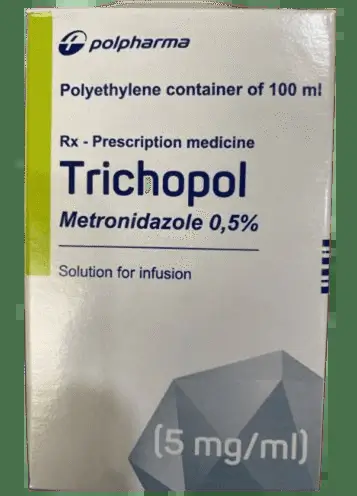 polpharma
Polyethylene container of 100 ml
Rx - Prescription medicine
Trichopol
Metronidazole 0,5%
Solution for infusion
(5 mg/ml)